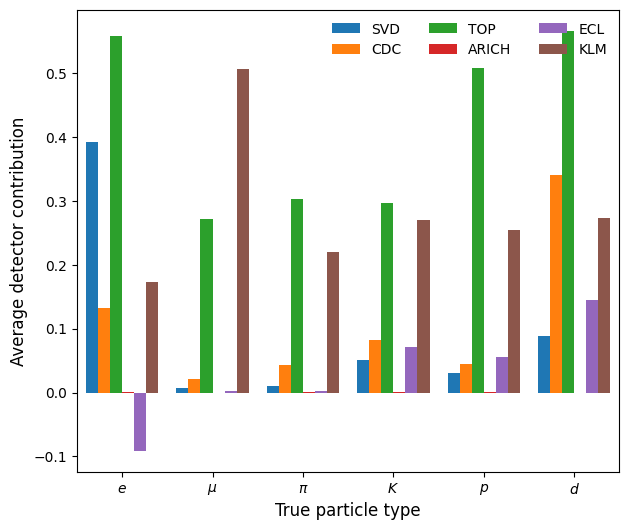 SVD TOP ECL
CDC ARICH KLM
Average detector contribution
0.5
0.4
0.3
0.2
0.1
0.0
−0.1
e μ π K p d
True particle type